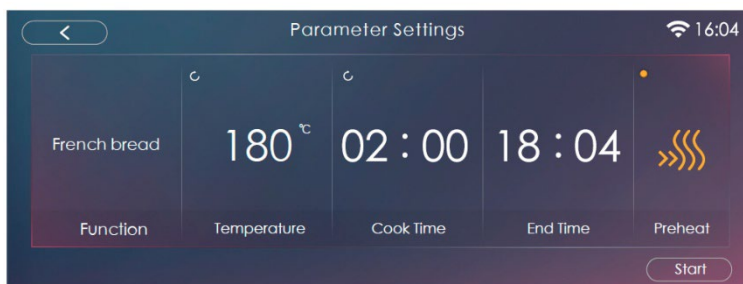 Parameter Settings
16:04
French bread
180 °C
02 : 00
18 : 04
Function
Temperature
Cook Time
End Time
Preheat
Start